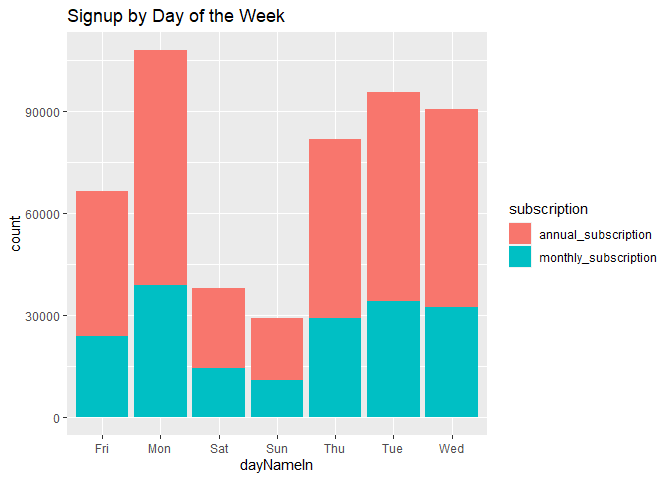 Signup by Day of the Week
count
90000
60000
30000
0
Fri Mon Sat Sun Thu Tue Wed
dayNameIn
subscription
annual_subscription
monthly_subscription